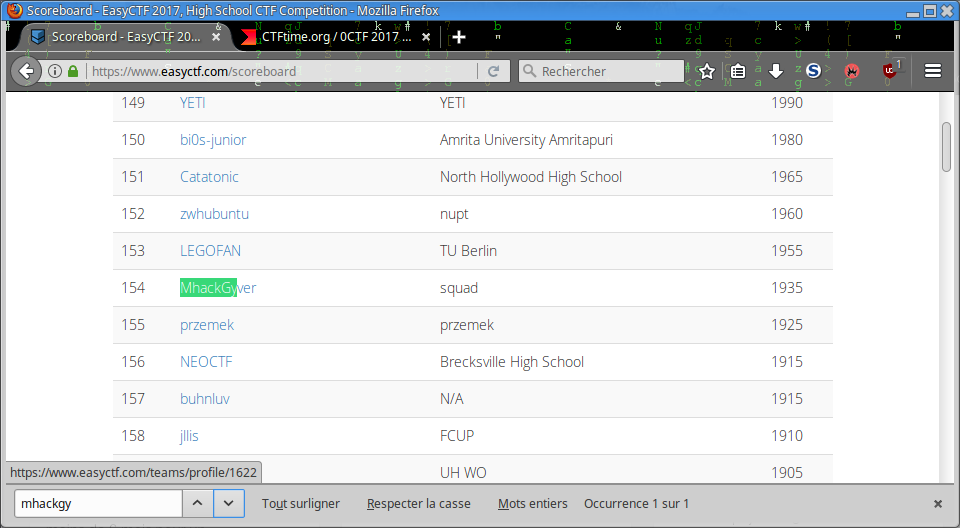 Scoreboard - EasyCTF 2017, High School CTF Competition - Mozilla Firefox
Scoreboard - EasyCTF 20... × CTFtime.org / 0CTF 2017 ... × +
https://www.easyctf.com/scoreboard Rechercher 1
149 YETI YETI 1990
150 bi0s-junior Amrita University Amritapuri 1980
151 Catatonic North Hollywood High School 1965
152 zwhubuntu nupt 1960
153 LEGOFAN TU Berlin 1955
154 MhackGyver squad 1935
155 przemek przemek 1925
156 NEOCTF Brecksville High School 1915
157 buhnluv N/A 1915
158 jllis FCUP 1910
UH WO 1905
https://www.easyctf.com/teams/profile/1622
mhackgy Tout surligner Respecter la casse Mots entiers Occurrence 1 sur 1 ×